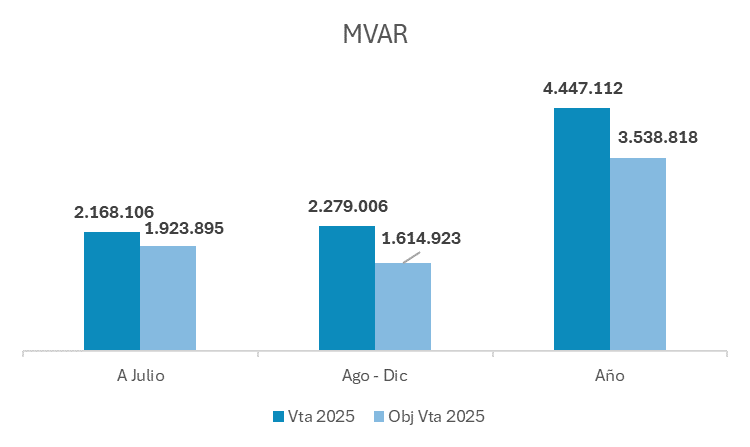 MVAR
4.447.112
3.538.818
2.279.006
2.168.106
1.923.895
1.614.923
A Julio
Ago - Dic
Año
Vta 2025
Obj Vta 2025